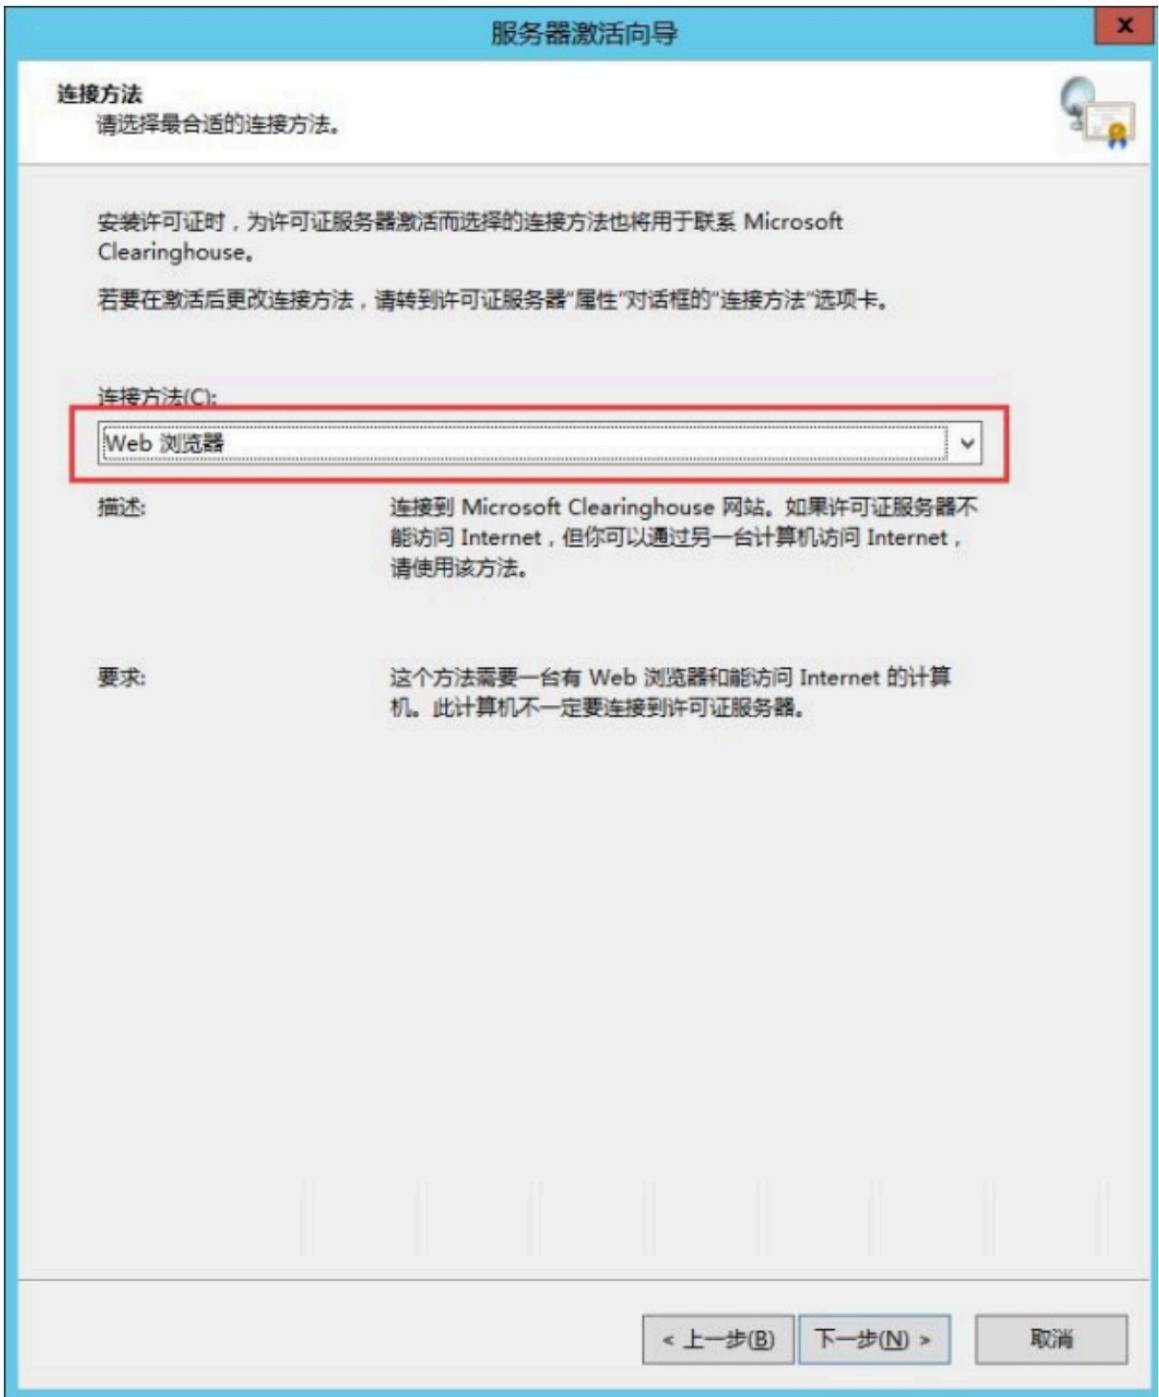 服务器激活向导
x
连接方法
请选择最合适的连接方法。
安装许可证时，为许可证服务器激活而选择的连接方法也将用于联系 Microsoft
Clearinghouse。
若要在激活后更改连接方法，请转到许可证服务器"属性"对话框的"连接方法"选项卡。
连接方法(C):
Web 浏览器
描述:
连接到 Microsoft Clearinghouse 网站。如果许可证服务器不
能访问 Internet，但你可以通过另一台计算机访问 Internet，
请使用该方法。
要求:
这个方法需要一台有 Web 浏览器和能访问 Internet 的计算
机。此计算机不一定要连接到许可证服务器。
< 上一步(B)
下一步(N) >
取消